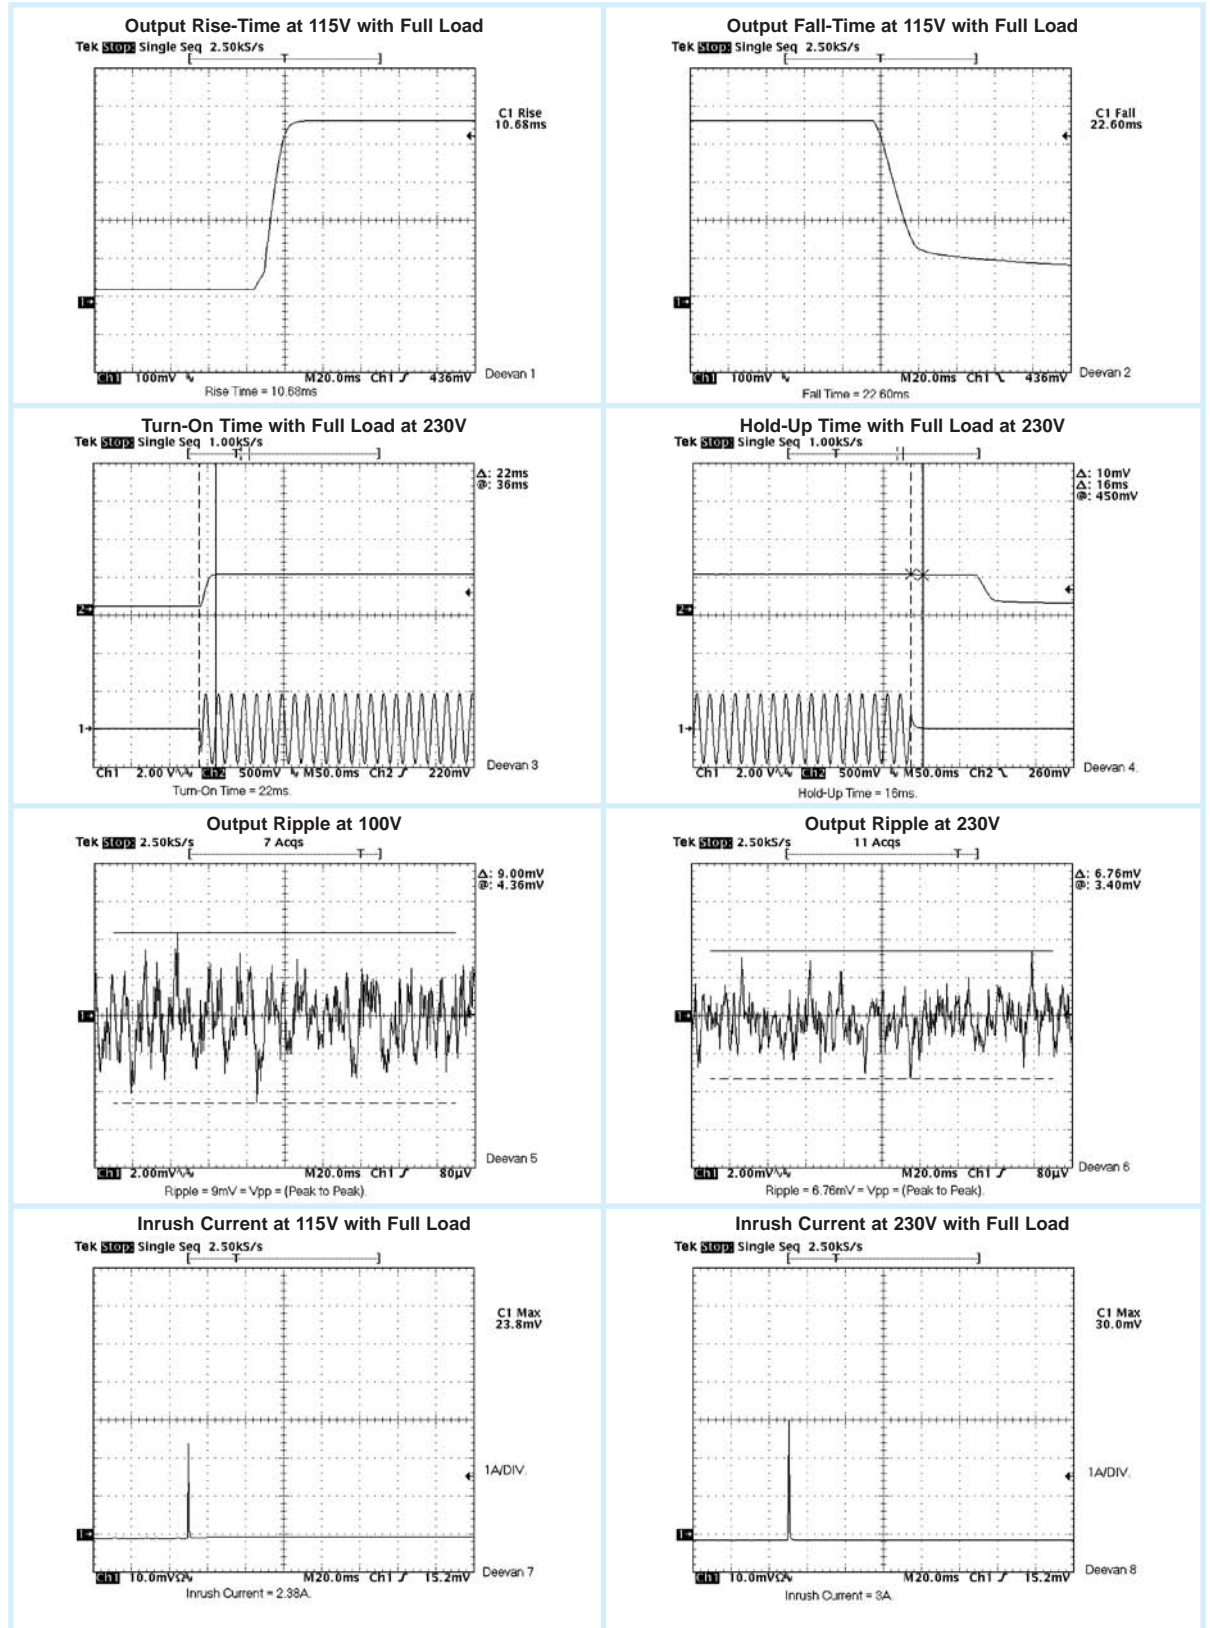 Output Rise-Time at 115V with Full Load
Tek Stop: Single Seq 2.50kS/s
[ T ]
C1 Rise
10.68ms
1→
Ch1 100mV M20.0ms Ch1 436mV
Deevan 1
Rise Time = 10.68ms
Output Fall-Time at 115V with Full Load
Tek Stop: Single Seq 2.50kS/s
[ T ]
C1 Fall
22.60ms
1→
Ch1 100mV M20.0ms Ch1 436mV
Deevan 2
Fall Time = 22.60ms
Turn-On Time with Full Load at 230V
Tek Stop: Single Seq 1.00kS/s
[ T ]
Δ: 22ms
@: 36ms
2→
1→
Ch1 2.00 V Ch2 500mV M50.0ms Ch2 220mV
Deevan 3
Turn-On Time = 22ms.
Hold-Up Time with Full Load at 230V
Tek Stop: Single Seq 1.00kS/s
[ T ]
Δ: 10mV
Δ: 16ms
@: 450mV
2→
1→
Ch1 2.00 V Ch2 500mV M50.0ms Ch2 260mV
Deevan 4.
Hold-Up Time = 16ms.
Output Ripple at 100V
Tek Stop: 2.50kS/s 7 Acqs
[ T ]
Δ: 9.00mV
@: 4.36mV
1→
Ch1 2.00mV M20.0ms Ch1 80µV
Deevan 5
Ripple = 9mV = Vpp = (Peak to Peak).
Output Ripple at 230V
Tek Stop: 2.50kS/s 11 Acqs
[ T ]
Δ: 6.76mV
@: 3.40mV
1→
Ch1 2.00mV M20.0ms Ch1 80µV
Deevan 6
Ripple = 6.76mV = Vpp = (Peak to Peak).
Inrush Current at 115V with Full Load
Tek Stop: Single Seq 2.50kS/s
[ T ]
C1 Max
23.8mV
1A/DIV.
1→
Ch1 10.0mVΩ M20.0ms Ch1 15.2mV
Deevan 7
Inrush Current = 2.38A.
Inrush Current at 230V with Full Load
Tek Stop: Single Seq 2.50kS/s
[ T ]
C1 Max
30.0mV
1A/DIV.
1→
Ch1 10.0mVΩ M20.0ms Ch1 15.2mV
Deevan 8
Inrush Current = 3A.